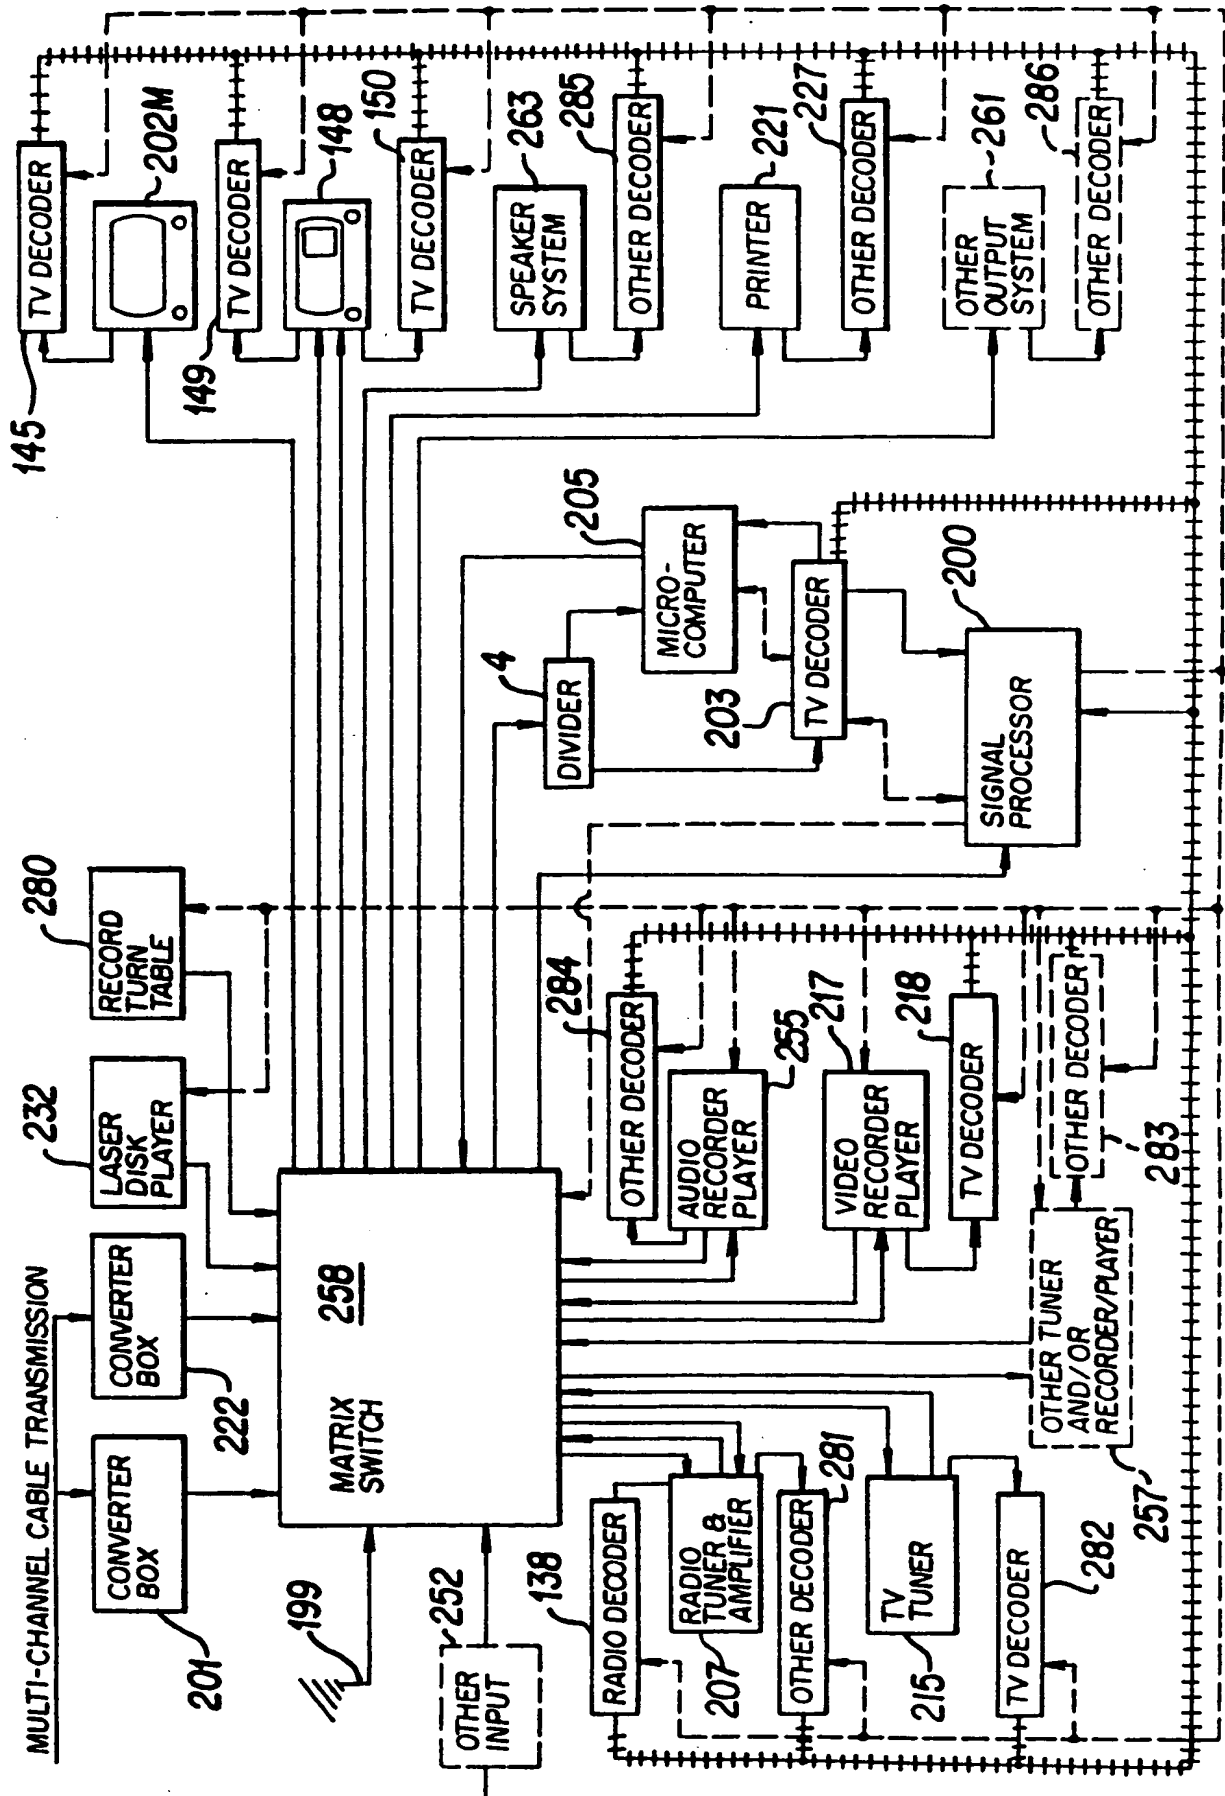 MULTI-CHANNEL CABLE TRANSMISSION
201
CONVERTER
BOX
222
CONVERTER
BOX
232
LASER
DISK
PLAYER
280
RECORD
TURN
TABLE
199
252
OTHER
INPUT
MATRIX
SWITCH
258
145
TV DECODER
202M
149
TV DECODER
148
150
TV DECODER
SPEAKER
SYSTEM
263
OTHER DECODER
285
PRINTER
221
OTHER DECODER
227
OTHER
OUTPUT
SYSTEM
261
OTHER DECODER
286
DIVIDER
4
MICRO-
COMPUTER
205
203
TV DECODER
SIGNAL
PROCESSOR
200
138
RADIO DECODER
207
RADIO
TUNER &
AMPLIFIER
OTHER DECODER
281
215
TV
TUNER
TV DECODER
282
OTHER DECODER
284
AUDIO
RECORDER
PLAYER
255
VIDEO
RECORDER
PLAYER
217
TV DECODER
218
257
OTHER TUNER
AND/OR
RECORDER/PLAYER
OTHER DECODER
283